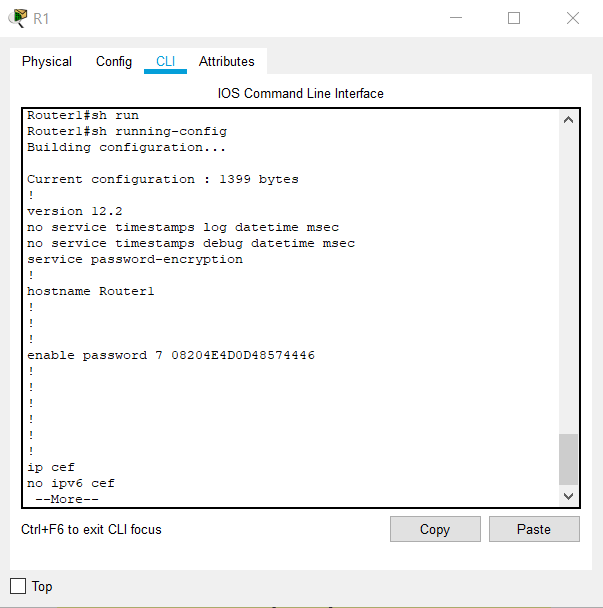 R1
Physical Config CLI Attributes
IOS Command Line Interface
Router1#sh run
Router1#sh running-config
Building configuration...
Current configuration : 1399 bytes
!
version 12.2
no service timestamps log datetime msec
no service timestamps debug datetime msec
service password-encryption
!
hostname Router1
!
!
!
enable password 7 08204E4D0D48574446
!
!
!
!
!
!
ip cef
no ipv6 cef
--More--
Ctrl+F6 to exit CLI focus
Copy Paste
Top